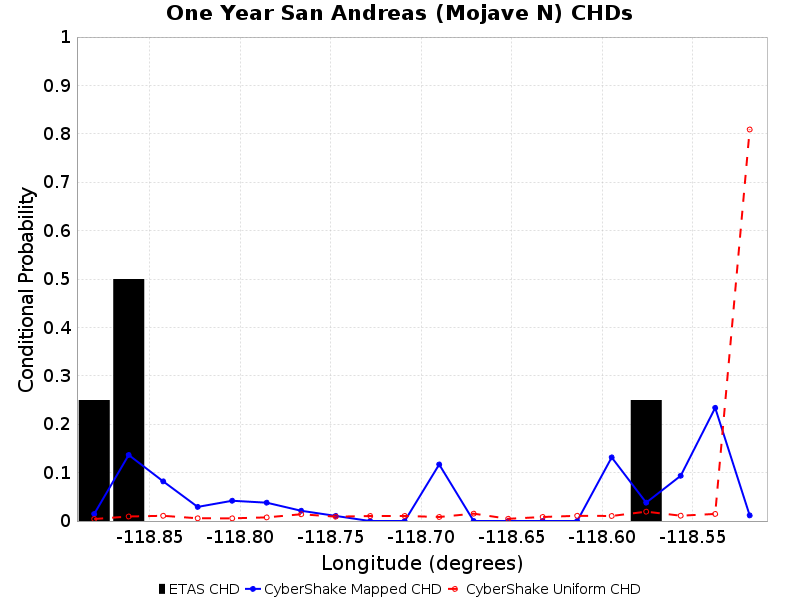 One Year San Andreas (Mojave N) CHDs
Conditional Probability
1
0.9
0.8
0.7
0.6
0.5
0.4
0.3
0.2
0.1
0
-118.85 -118.80 -118.75 -118.70 -118.65 -118.60 -118.55
Longitude (degrees)
ETAS CHD CyberShake Mapped CHD CyberShake Uniform CHD